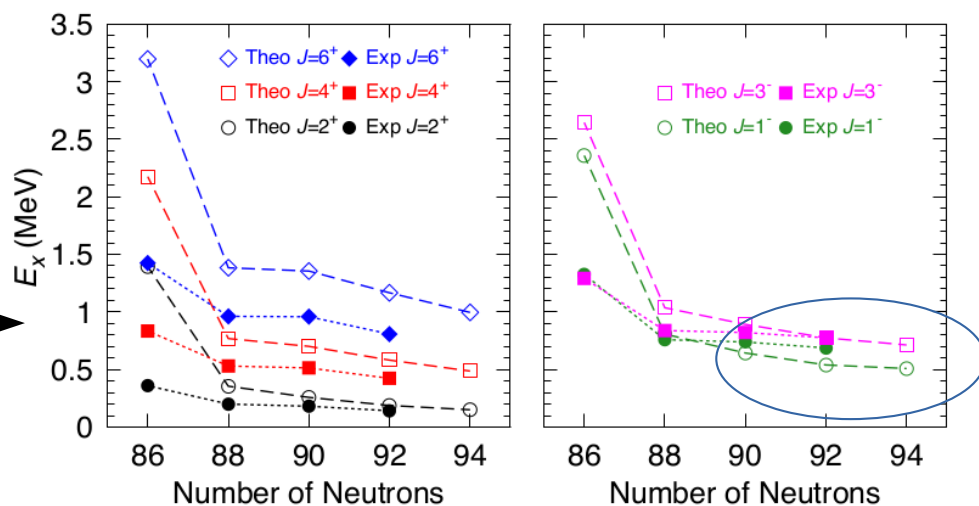 3.5
3
2.5
2
1.5
1
0.5
0
E_x (MeV)
Theo J=6⁺ Exp J=6⁺
Theo J=4⁺ Exp J=4⁺
Theo J=2⁺ Exp J=2⁺
86 88 90 92 94
Number of Neutrons
Theo J=3⁻ Exp J=3⁻
Theo J=1⁻ Exp J=1⁻
86 88 90 92 94
Number of Neutrons